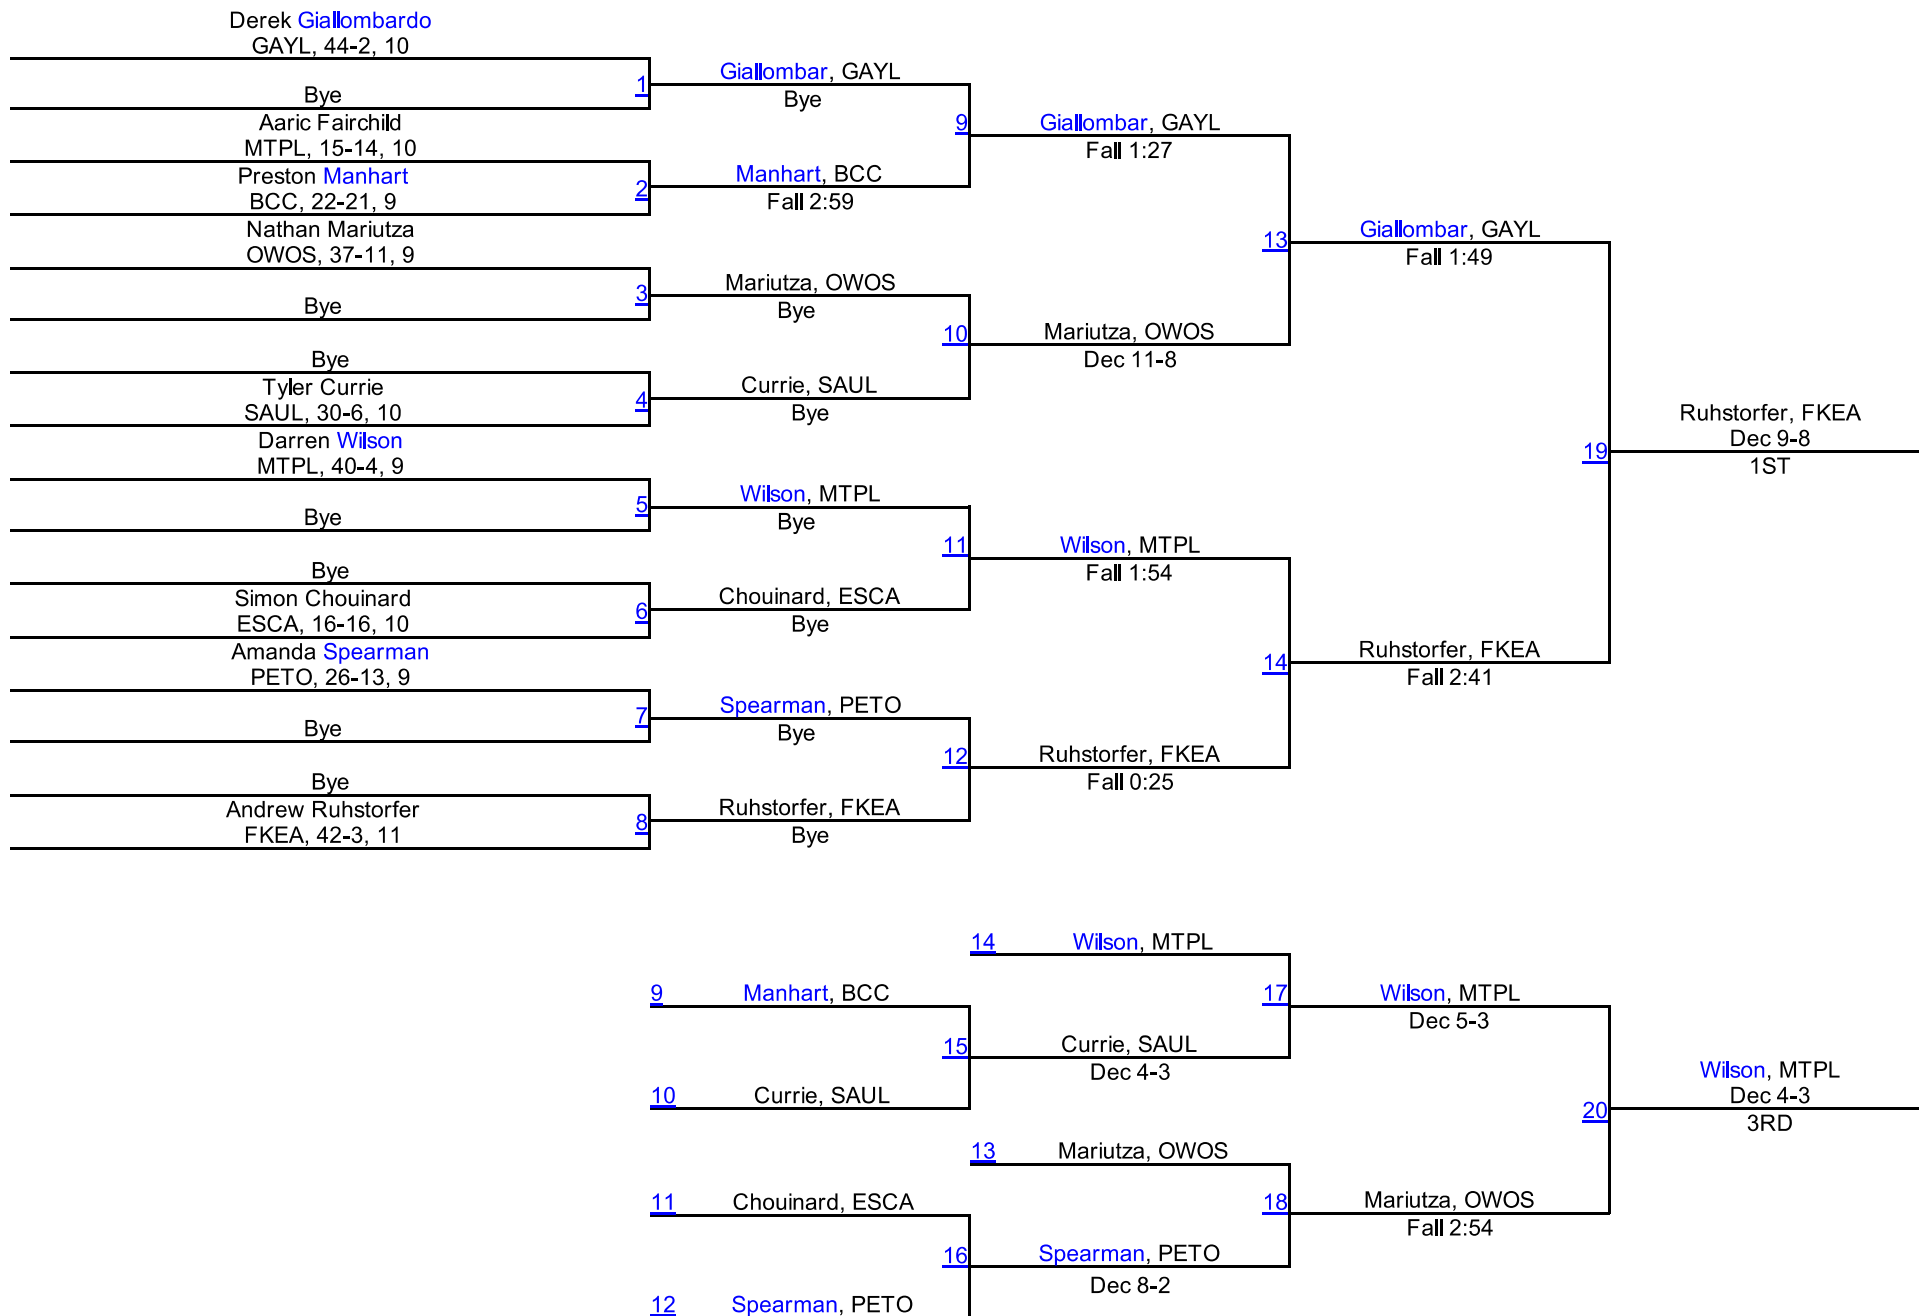 Derek Giallombardo
GAYL, 44-2, 10
1
Bye
Giallombar, GAYL
Bye
Aaric Fairchild
MTPL, 15-14, 10
9
Giallombar, GAYL
Fall 1:27
Preston Manhart
BCC, 22-21, 9
2
Manhart, BCC
Fall 2:59
Nathan Mariutza
OWOS, 37-11, 9
13
Giallombar, GAYL
Fall 1:49
Bye
3
Mariutza, OWOS
Bye
10
Mariutza, OWOS
Dec 11-8
Bye
Tyler Currie
SAUL, 30-6, 10
4
Currie, SAUL
Bye
Darren Wilson
MTPL, 40-4, 9
19
Ruhstorfer, FKEA
Dec 9-8
1ST
Bye
5
Wilson, MTPL
Bye
11
Wilson, MTPL
Fall 1:54
Bye
Simon Chouinard
ESCA, 16-16, 10
6
Chouinard, ESCA
Bye
Amanda Spearman
PETO, 26-13, 9
14
Ruhstorfer, FKEA
Fall 2:41
Bye
7
Spearman, PETO
Bye
12
Ruhstorfer, FKEA
Fall 0:25
Bye
Andrew Ruhstorfer
FKEA, 42-3, 11
8
Ruhstorfer, FKEA
Bye
14
Wilson, MTPL
9
Manhart, BCC
17
Wilson, MTPL
Dec 5-3
15
Currie, SAUL
Dec 4-3
10
Currie, SAUL
20
Wilson, MTPL
Dec 4-3
3RD
13
Mariutza, OWOS
11
Chouinard, ESCA
18
Mariutza, OWOS
Fall 2:54
16
Spearman, PETO
Dec 8-2
12
Spearman, PETO